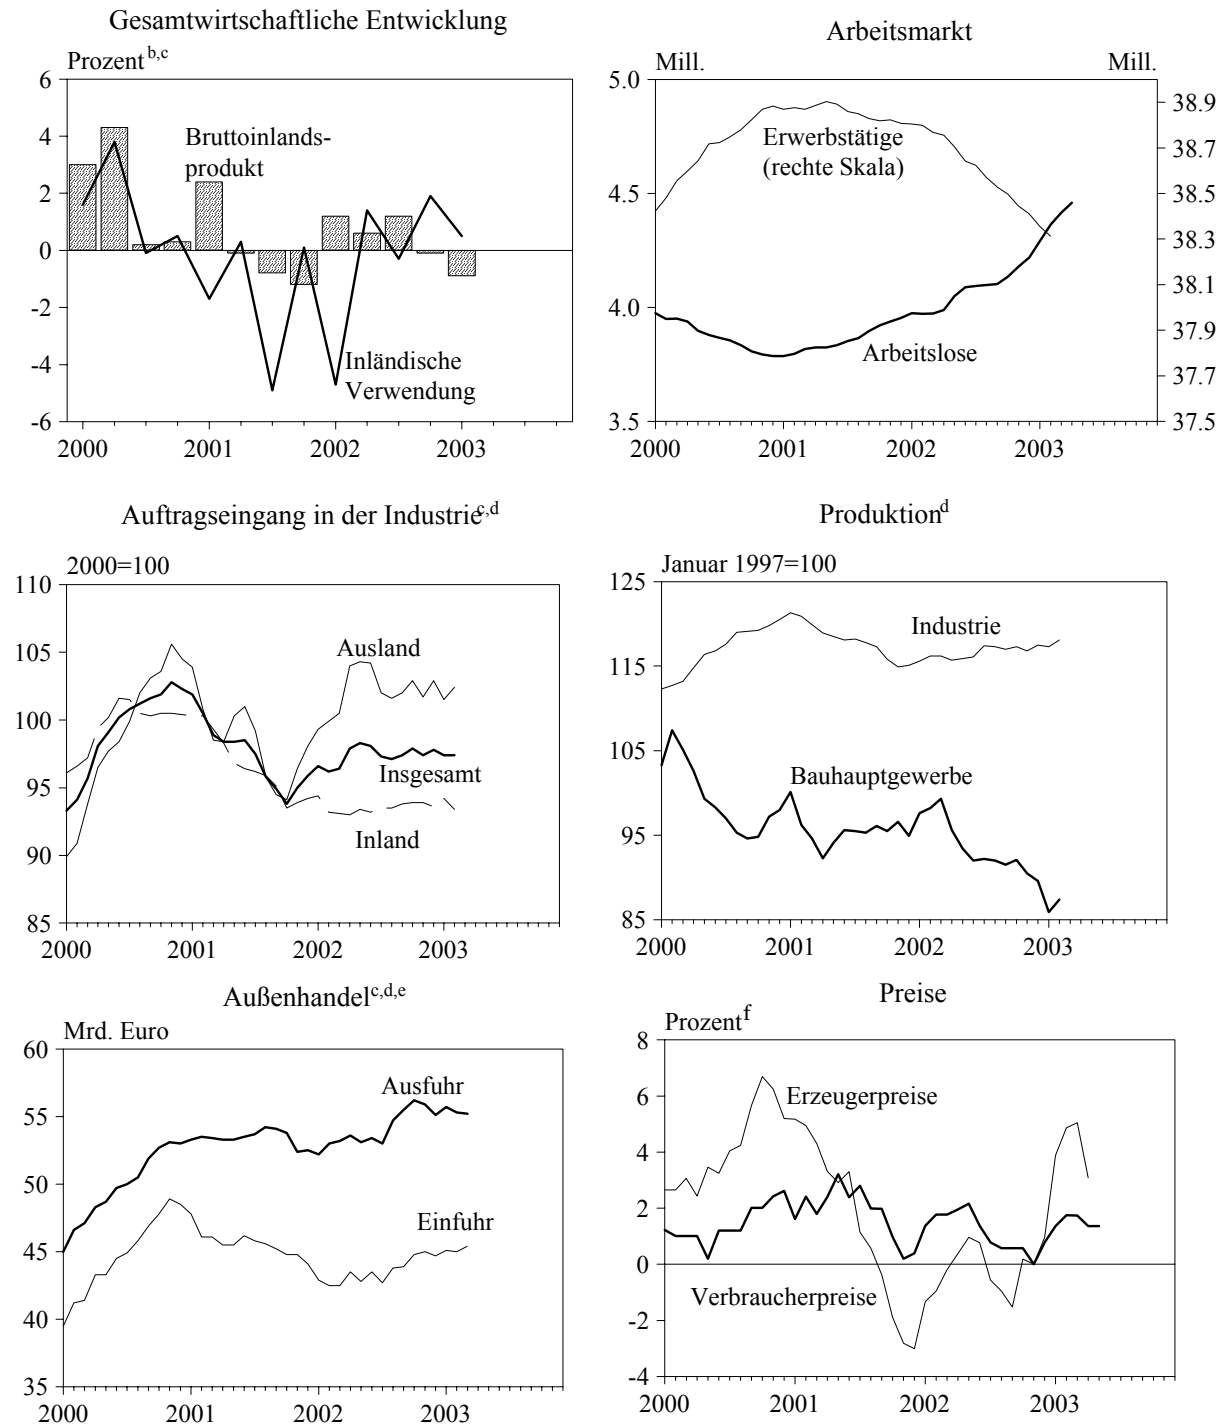 Gesamtwirtschaftliche Entwicklung
Prozent b,c
6
4
2
0
-2
-4
-6
Bruttoinlands-
produkt
Inländische
Verwendung
2000 2001 2002 2003
Arbeitsmarkt
Mill. Mill.
5.0
4.5
4.0
3.5
38.9
38.7
38.5
38.3
38.1
37.9
37.7
37.5
Erwerbstätige
(rechte Skala)
Arbeitslose
2000 2001 2002 2003
Auftragseingang in der Industrie c,d
2000=100
110
105
100
95
90
85
Ausland
Insgesamt
Inland
2000 2001 2002 2003
Produktion d
Januar 1997=100
125
115
105
95
85
Industrie
Bauhauptgewerbe
2000 2001 2002 2003
Außenhandel c,d,e
Mrd. Euro
60
55
50
45
40
35
Ausfuhr
Einfuhr
2000 2001 2002 2003
Preise
Prozent f
8
6
4
2
0
-2
-4
Erzeugerpreise
Verbraucherpreise
2000 2001 2002 2003